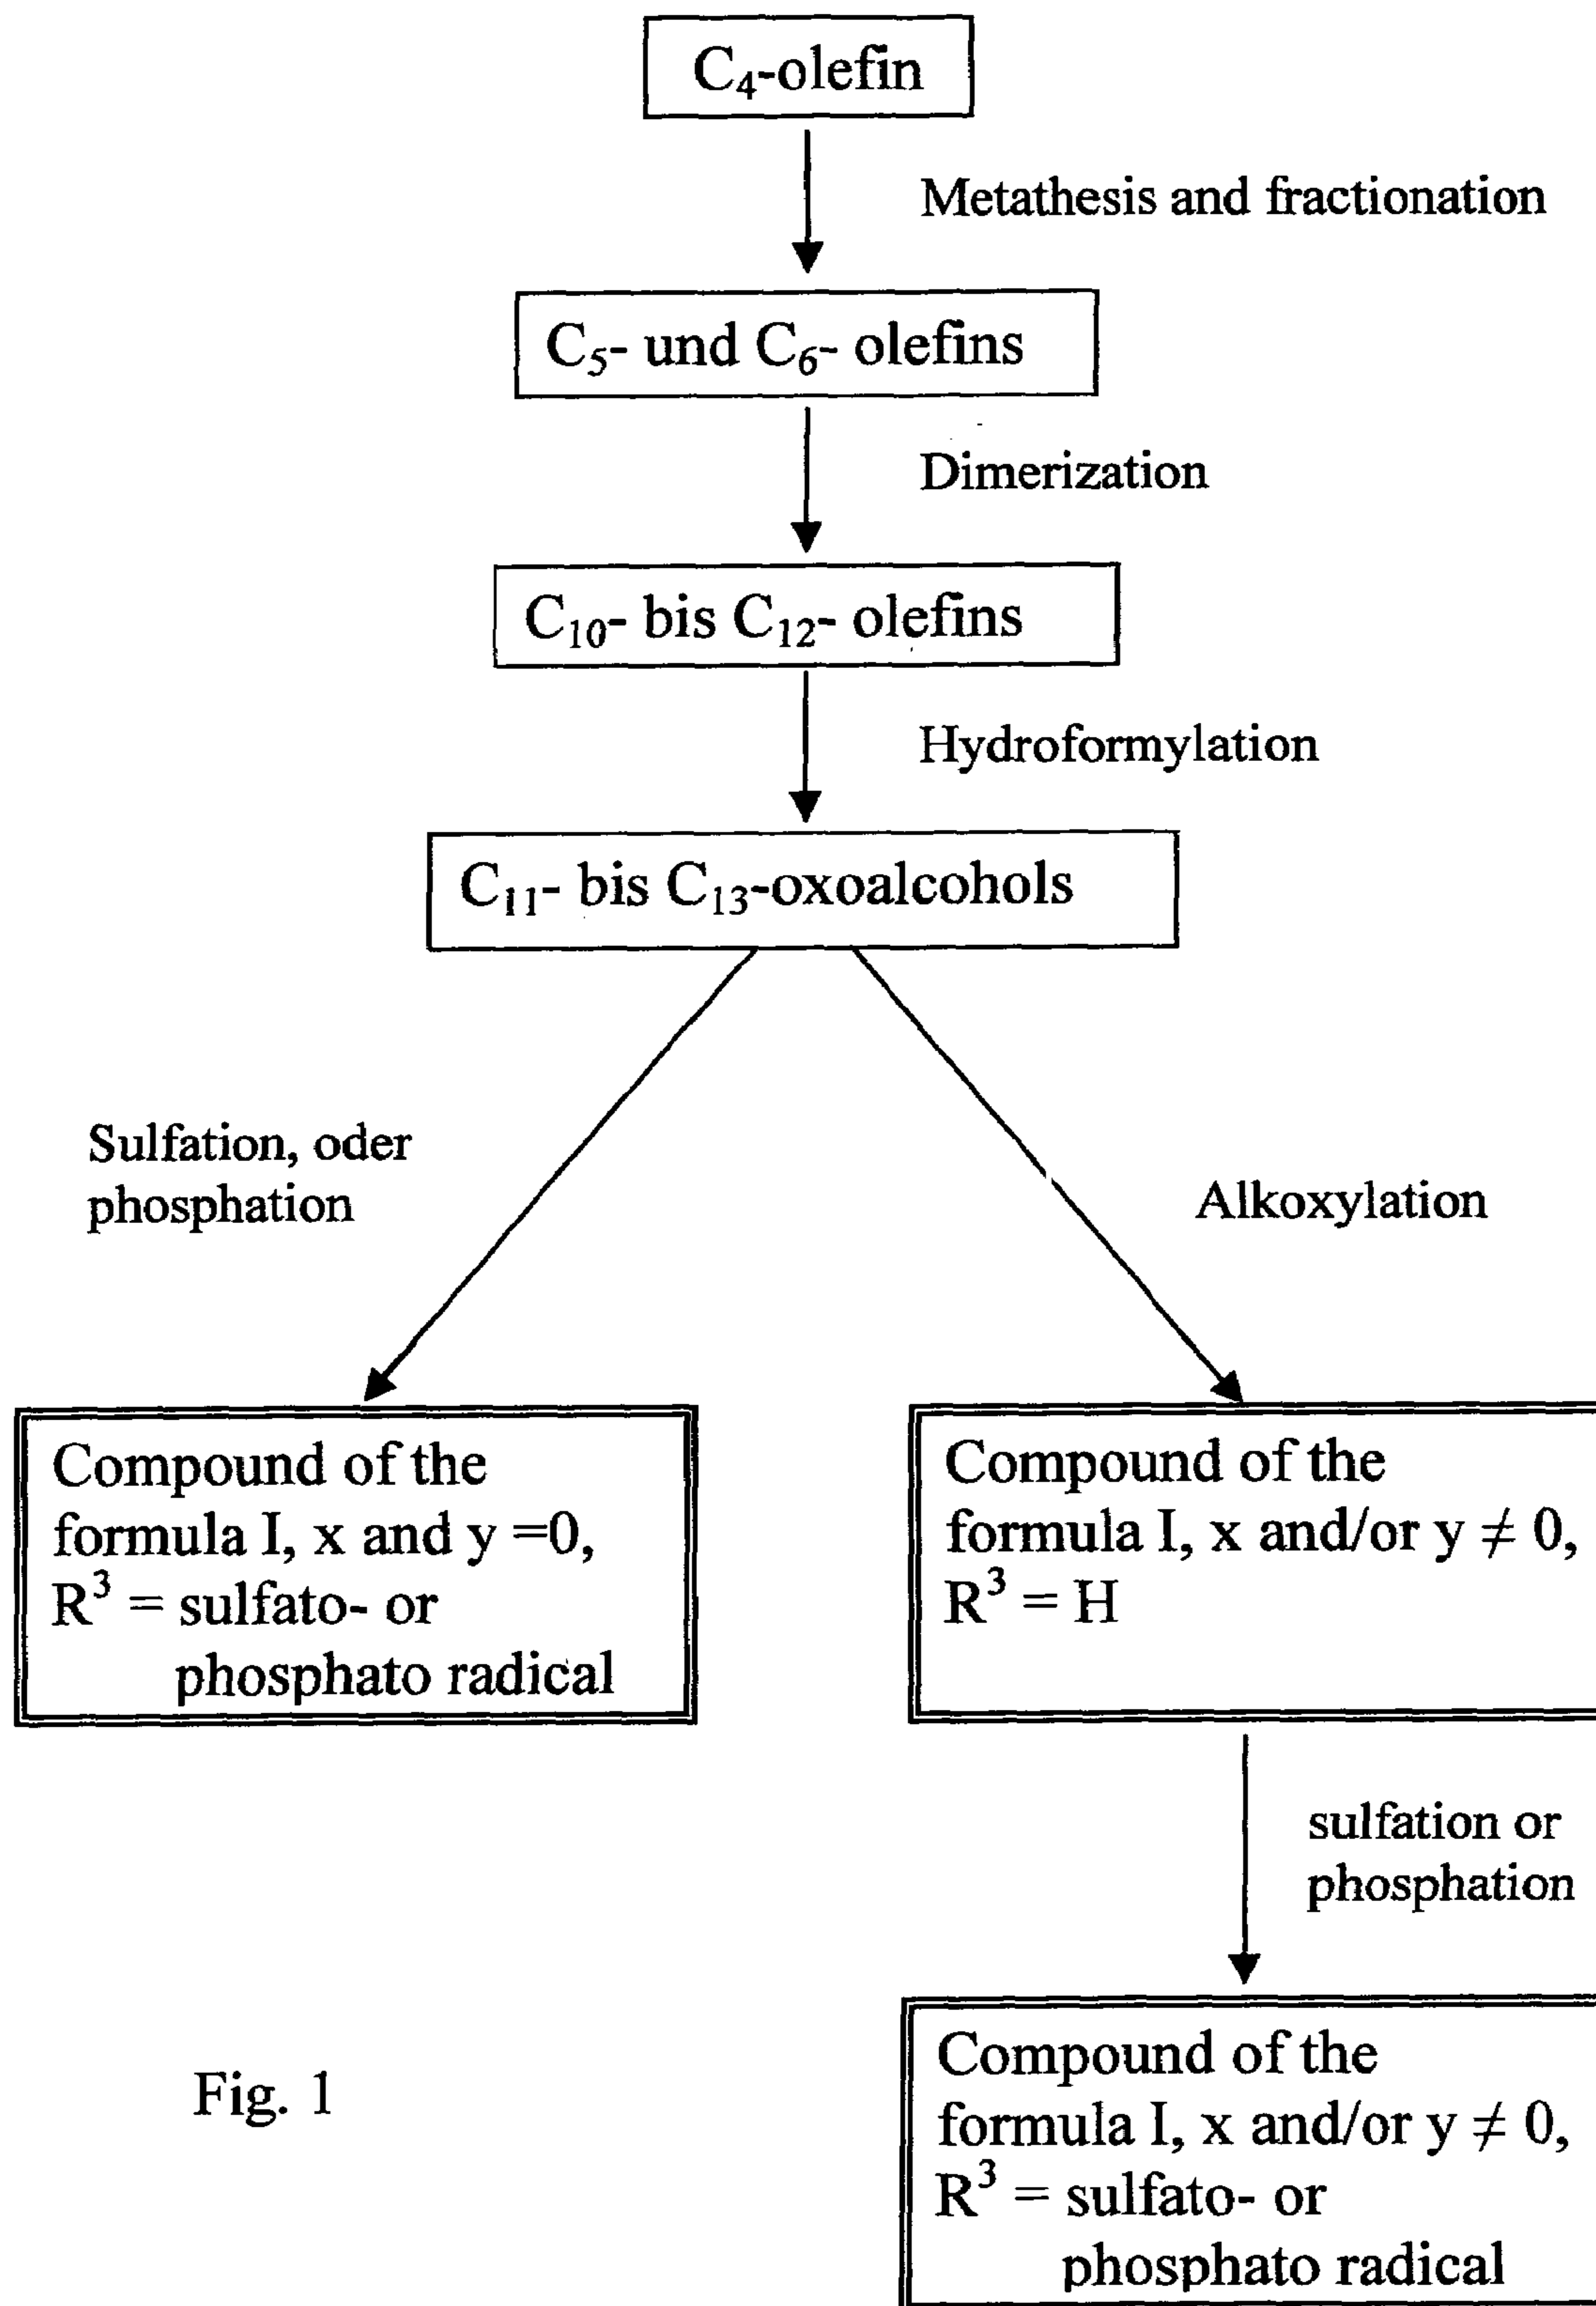 C₄-olefin
Metathesis and fractionation
C₅- und C₆- olefins
Dimerization
C₁₀- bis C₁₂- olefins
Hydroformylation
C₁₁- bis C₁₃-oxoalcohols
Sulfation, oder
phosphation
Alkoxylation
Compound of the
formula I, x and y =0,
R³ = sulfato- or
phosphato radical
Compound of the
formula I, x and/or y ≠ 0,
R³ = H
sulfation or
phosphation
Compound of the
formula I, x and/or y ≠ 0,
R³ = sulfato- or
phosphato radical
Fig. 1